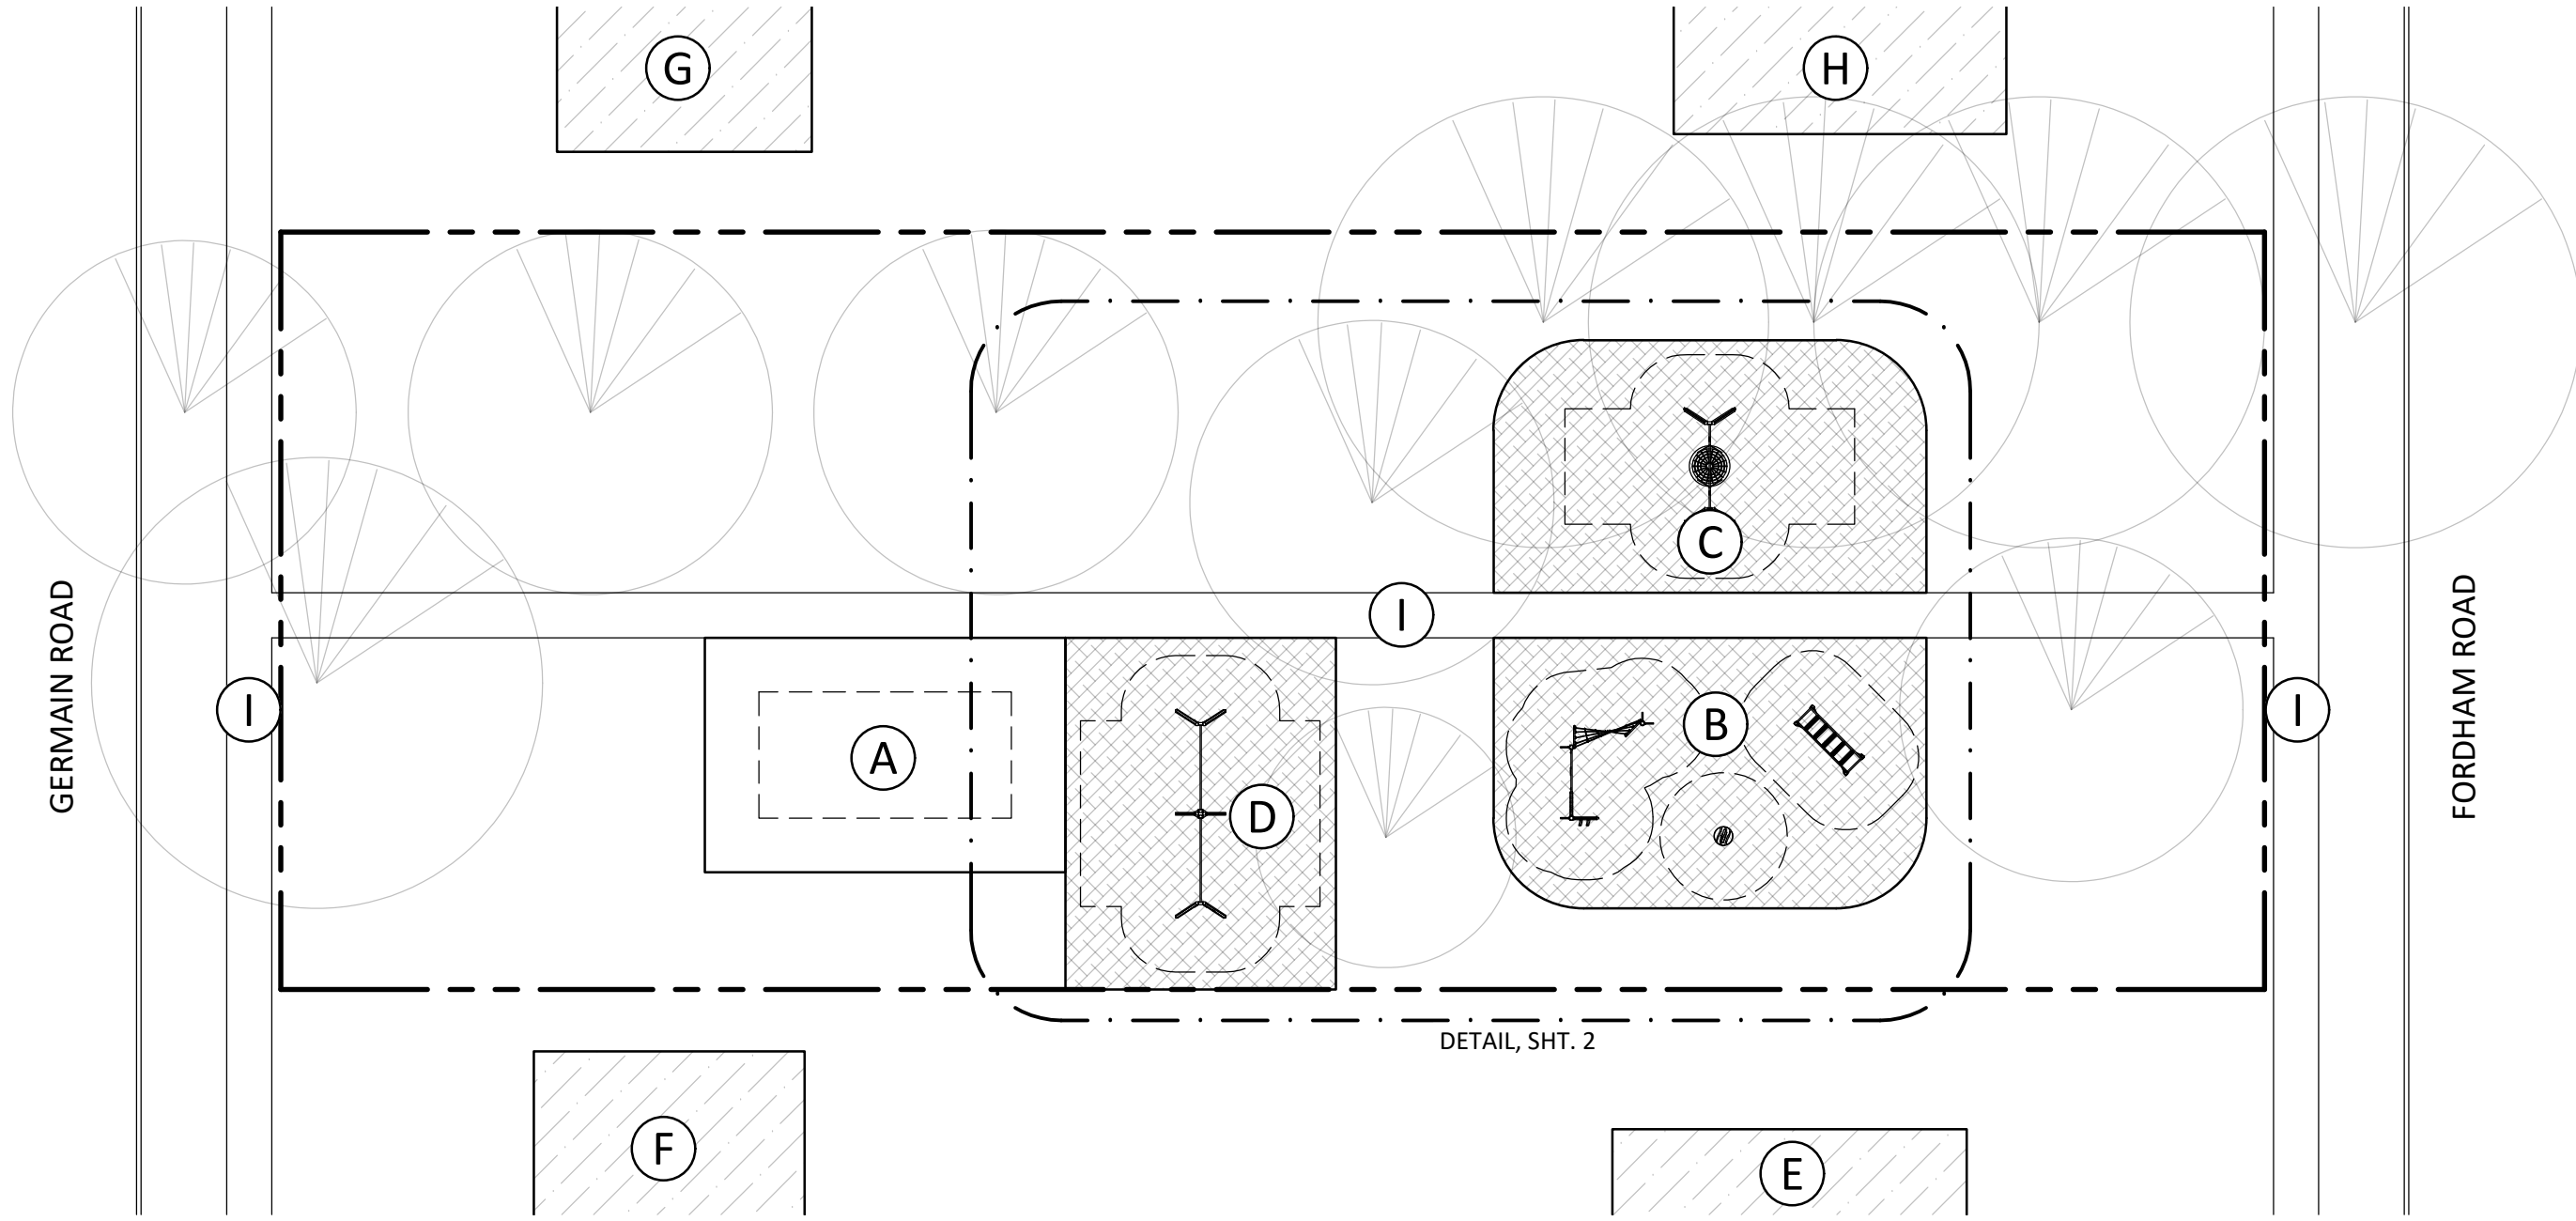 G
H
C
I
GERMAIN ROAD
FORDHAM ROAD
I
I
B
A
D
DETAIL, SHT. 2
F
E